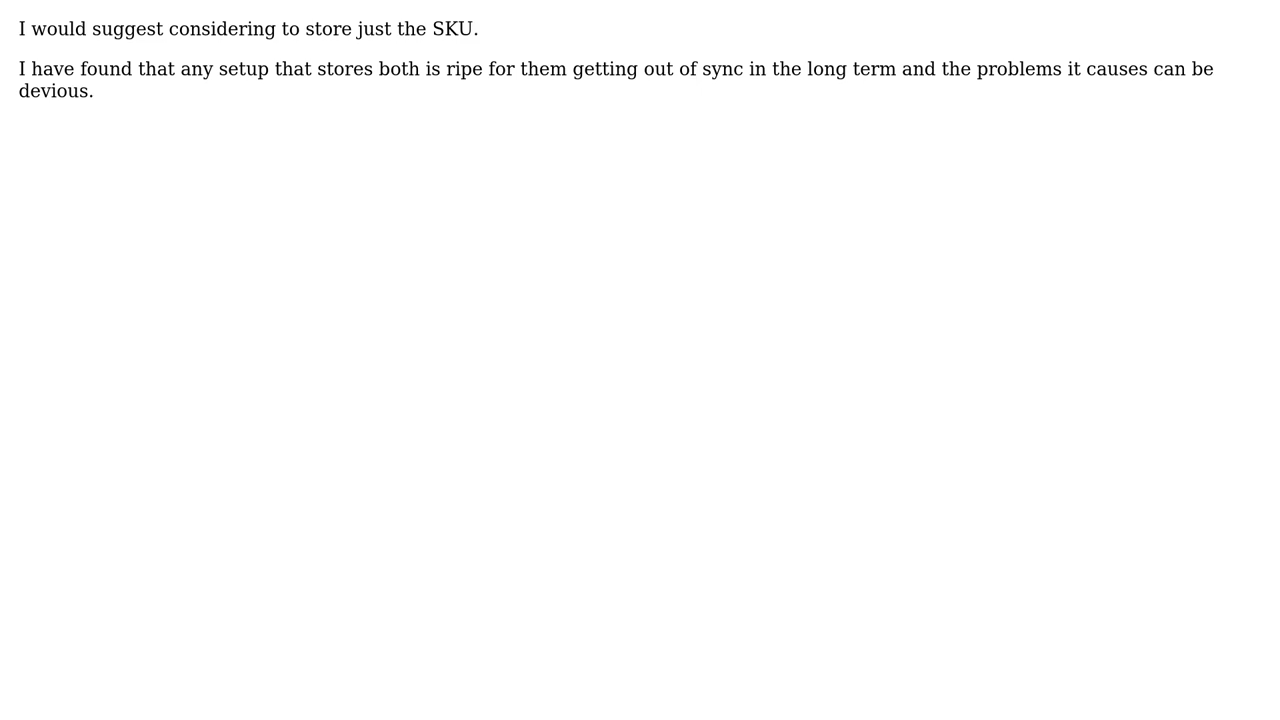 I would suggest considering to store just the SKU.
I have found that any setup that stores both is ripe for them getting out of sync in the long term and the problems it causes can be
devious.